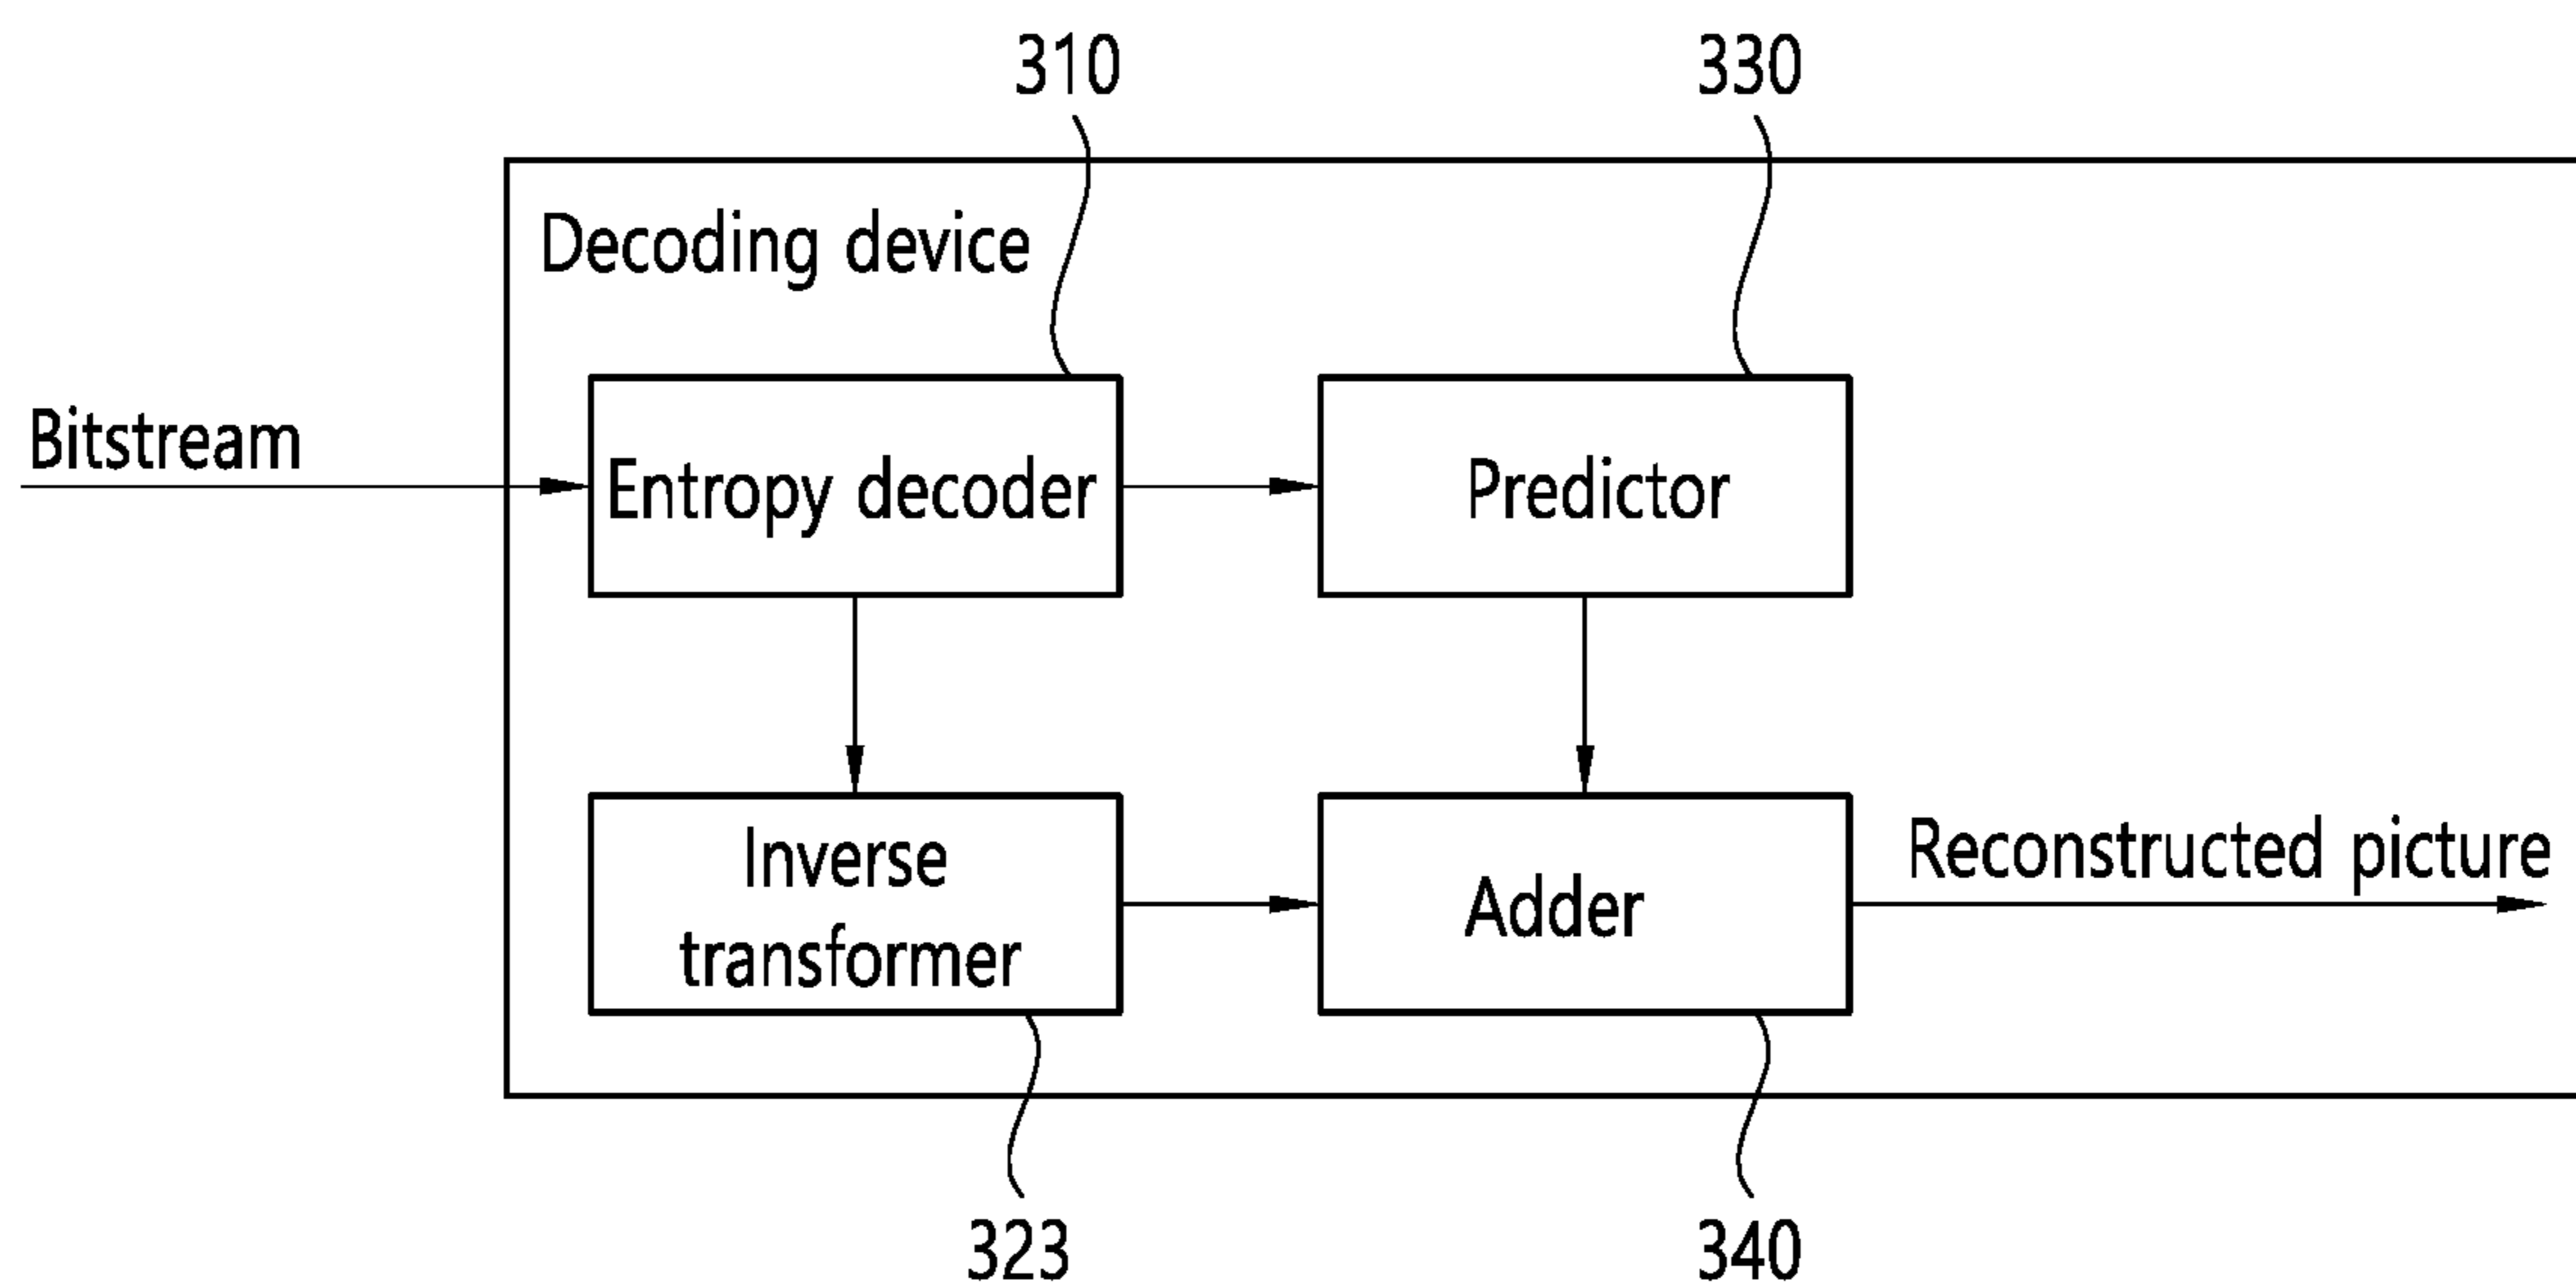 310
330
Decoding device
Bitstream
Entropy decoder
Predictor
Inverse
transformer
Adder
Reconstructed picture
323
340